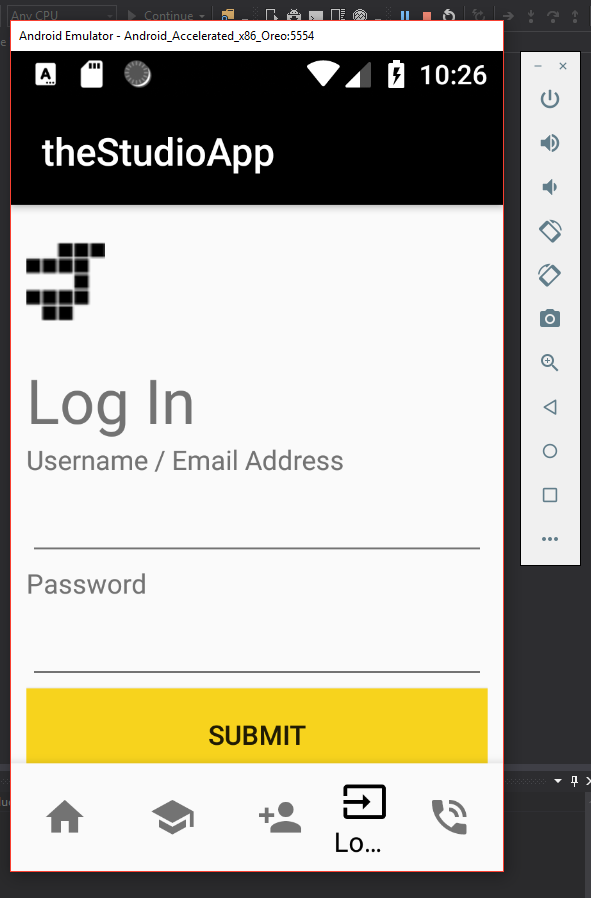 Any CPU
Continue
Android Emulator - Android_Accelerated_x86_Oreo:5554
A
10:26
theStudioApp
Log In
Username / Email Address
Password
SUBMIT
Lo...